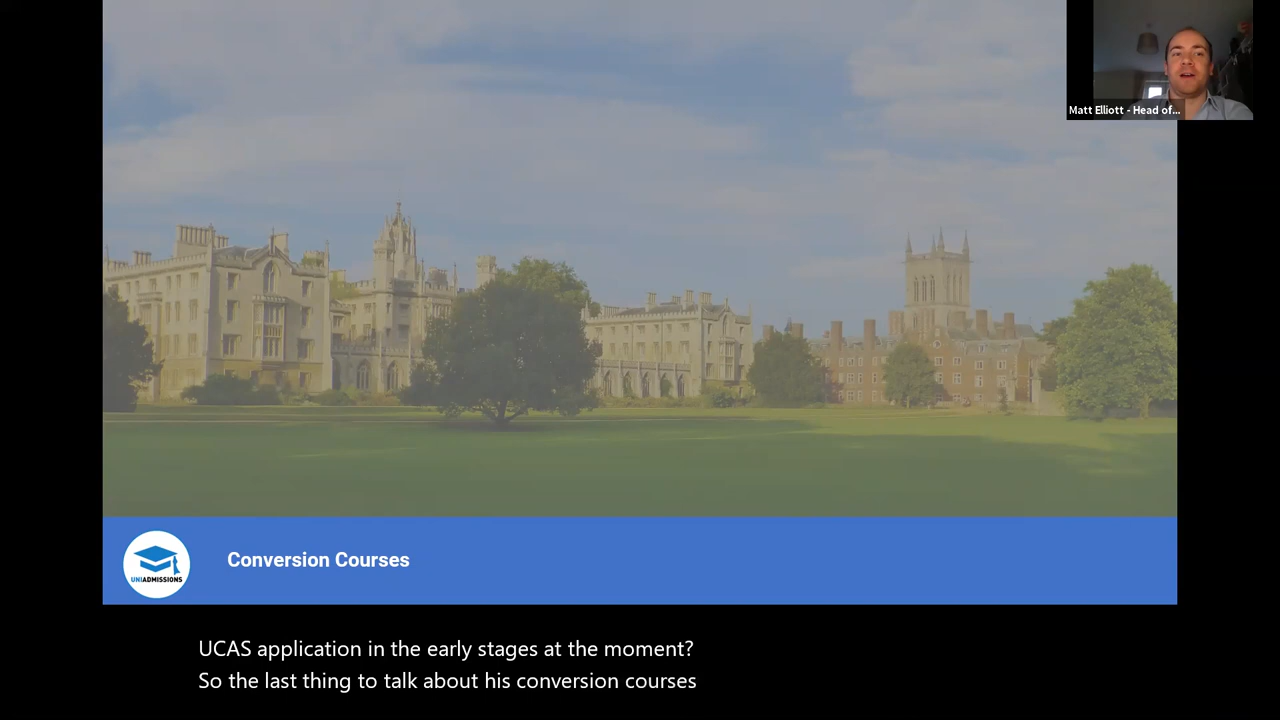 Matt Elliott - Head of...
UNIADMISSIONS
Conversion Courses
UCAS application in the early stages at the moment?
So the last thing to talk about his conversion courses